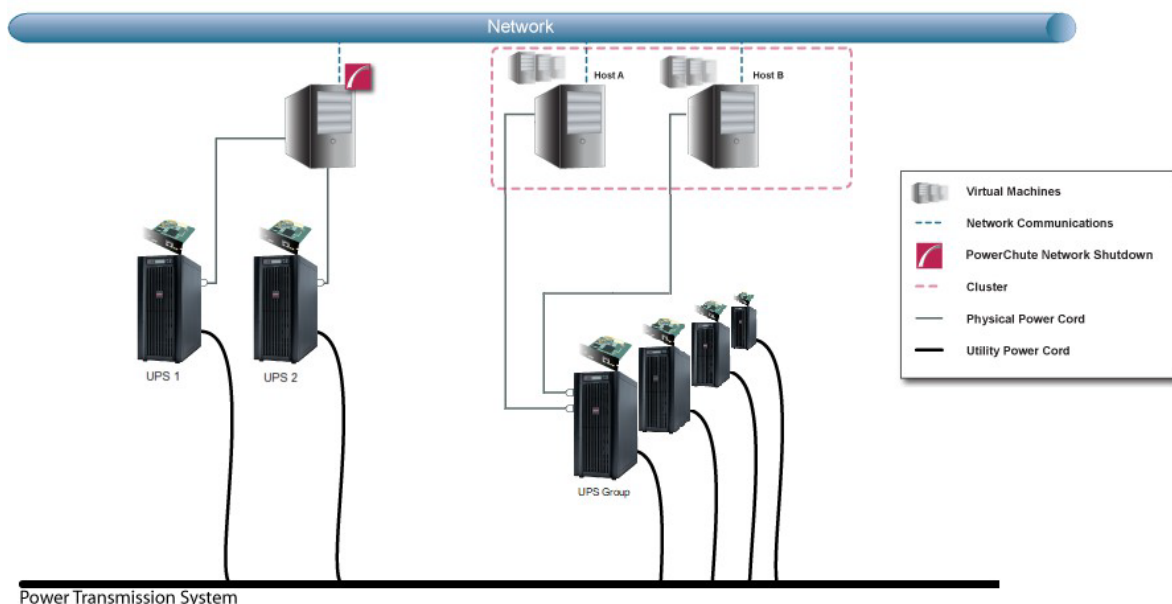 Network
Host A
Host B
Virtual Machines
Network Communications
PowerChute Network Shutdown
Cluster
Physical Power Cord
Utility Power Cord
UPS 1
UPS 2
UPS Group
Power Transmission System